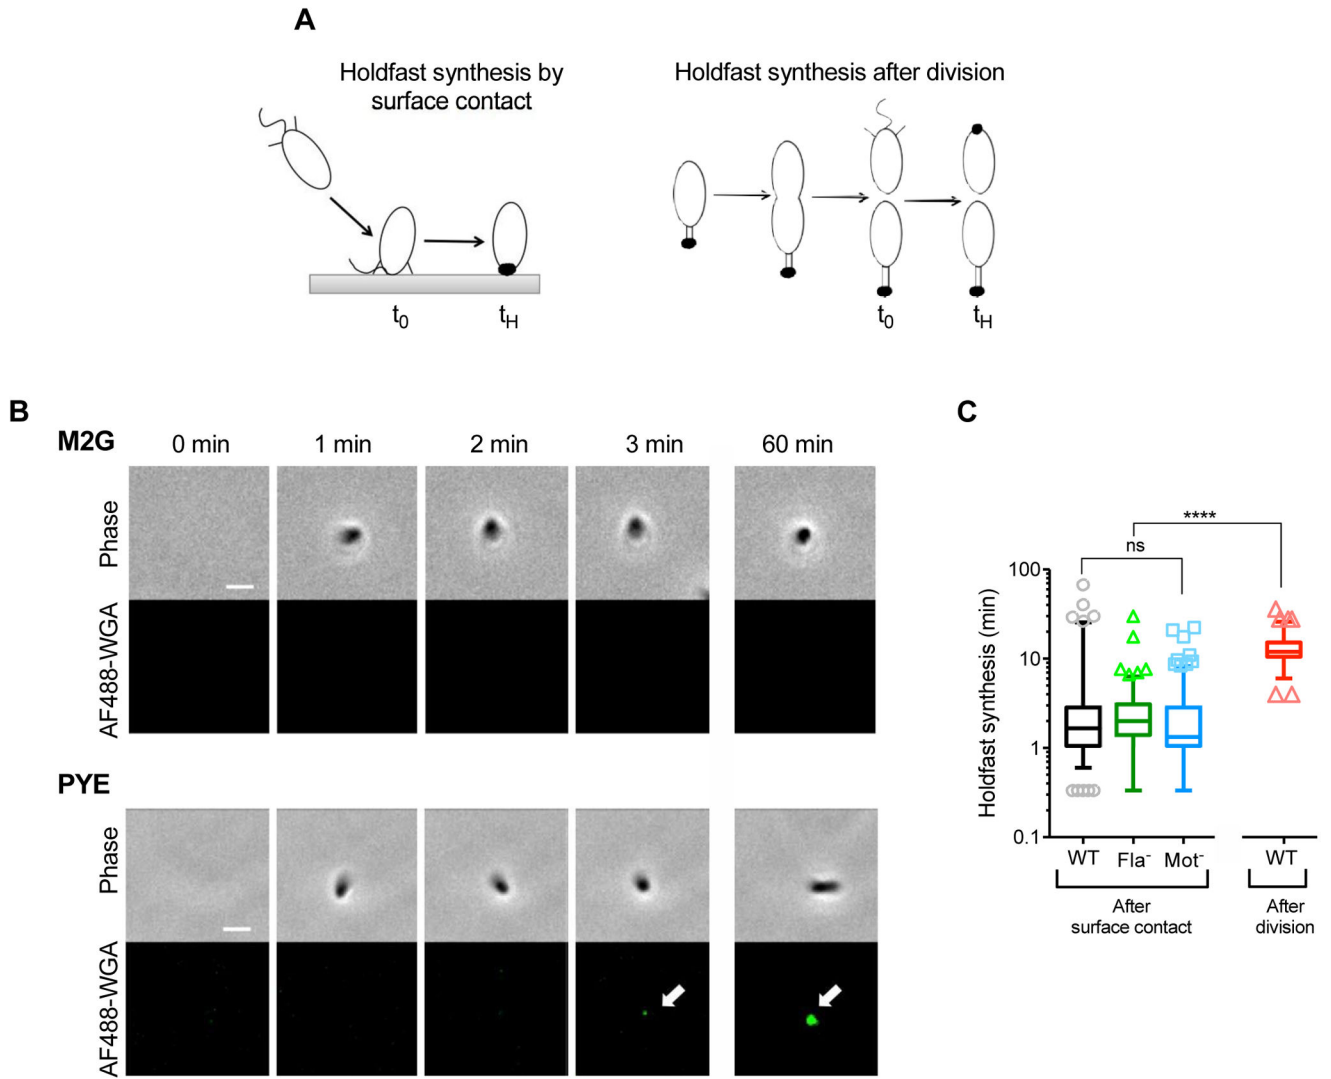 A
Holdfast synthesis by
surface contact
Holdfast synthesis after division
t0
tH
t0
tH
B
M2G
0 min
1 min
2 min
3 min
60 min
Phase
AF488-WGA
PYE
Phase
AF488-WGA
C
****
ns
Holdfast synthesis (min)
100
10
1
0.1
WT
Fla-
Mot-
WT
After
surface contact
After
division